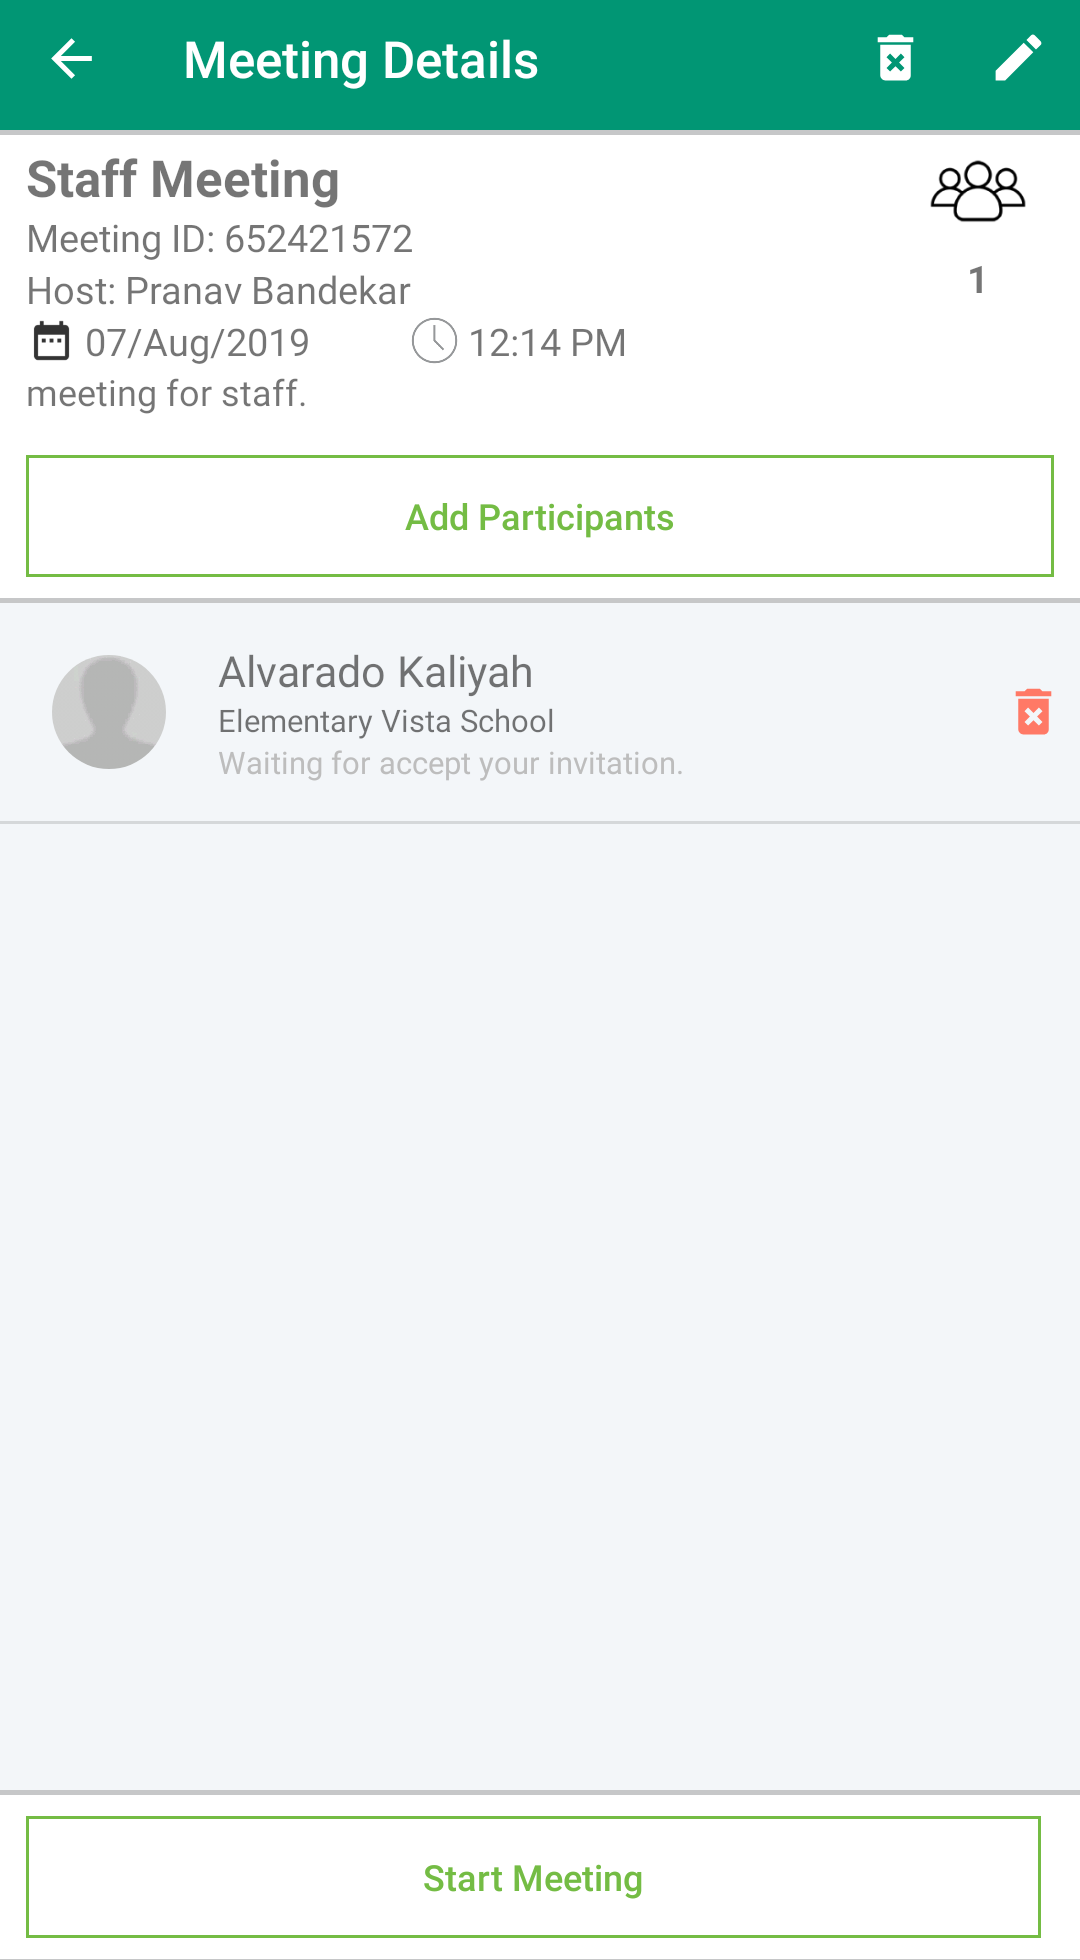 Meeting Details
Staff Meeting
Meeting ID: 652421572
Host: Pranav Bandekar
1
07/Aug/2019 12:14 PM
meeting for staff.
Add Participants
Alvarado Kaliyah
Elementary Vista School
Waiting for accept your invitation.
Start Meeting